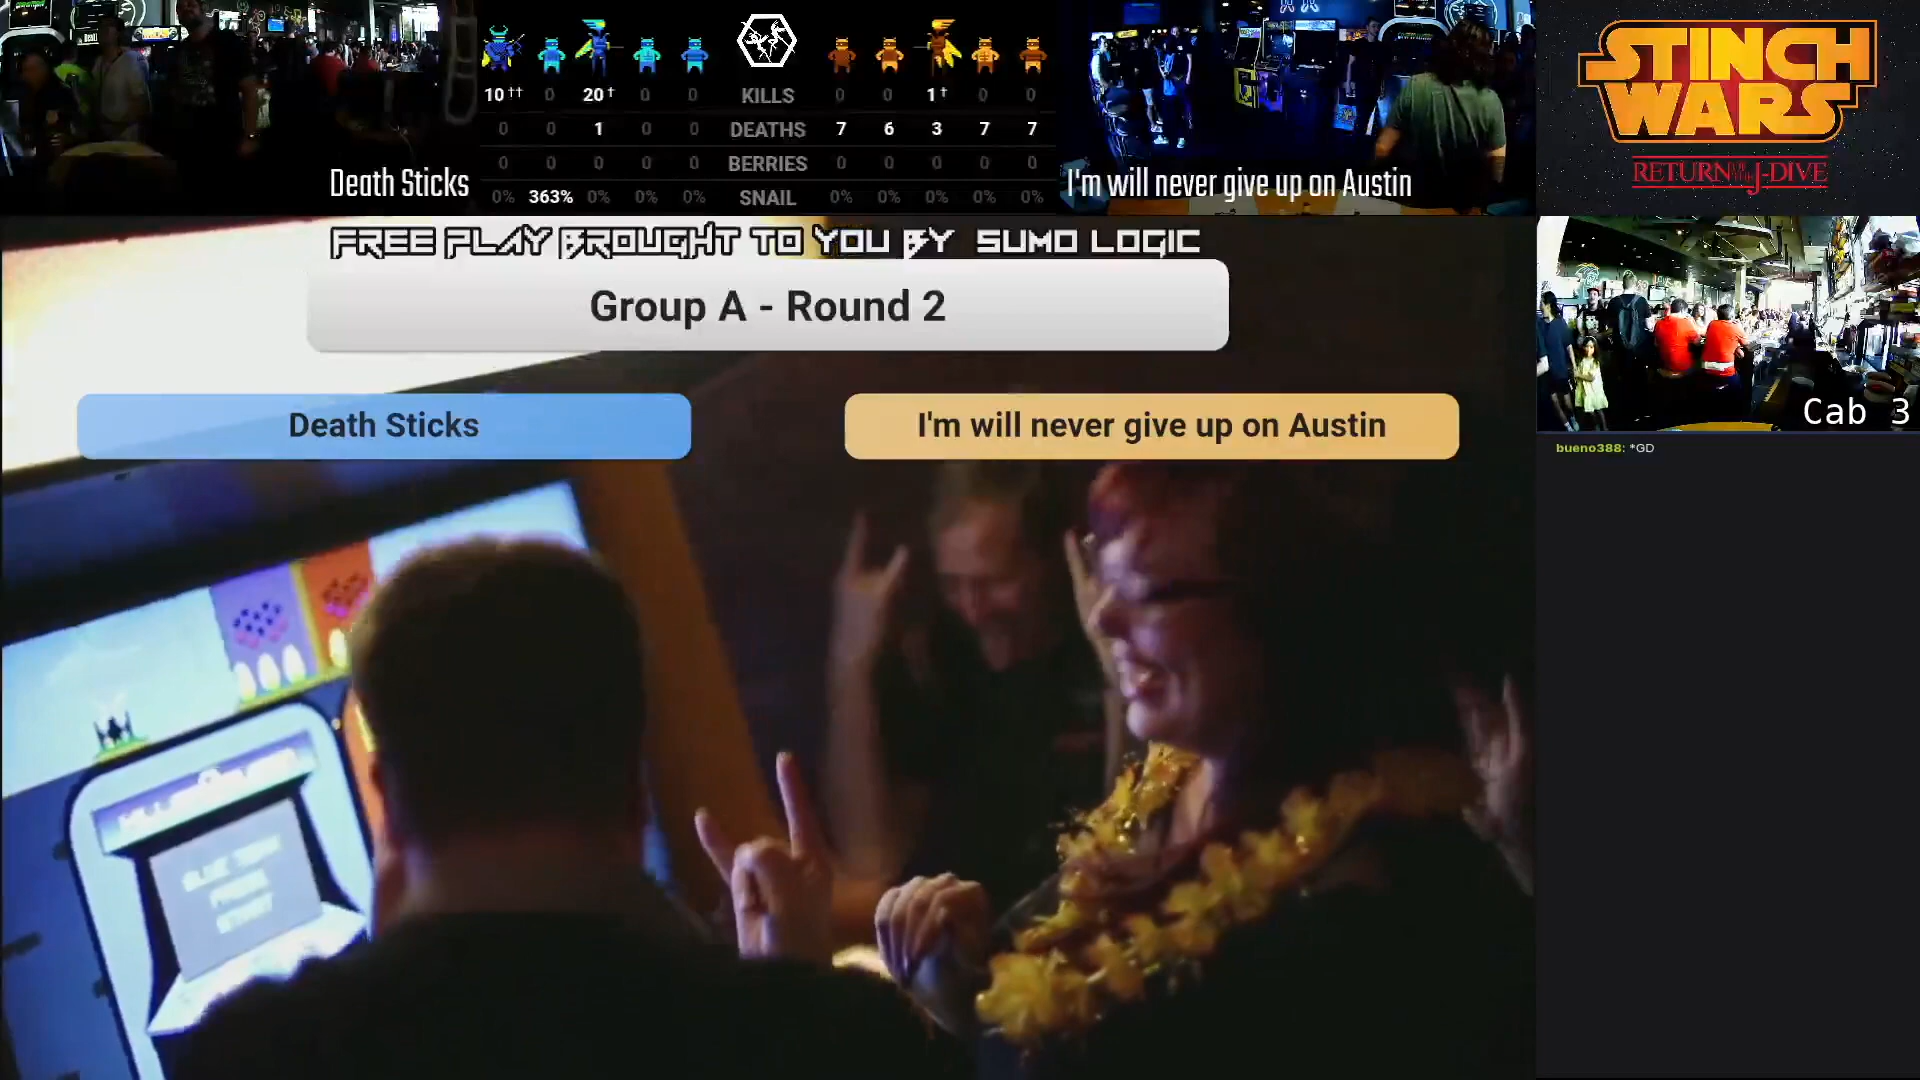 10†† 0 20† 0 0 KILLS 0 0 1† 0 0
0 0 1 0 0 DEATHS 7 6 3 7 7
0 0 0 0 0 BERRIES 0 0 0 0 0
0% 363% 0% 0% 0% SNAIL 0% 0% 0% 0% 0%
Death Sticks
I'm will never give up on Austin
STINCH
WARS
RETURN OF THE J-DIVE
FREE PLAY BROUGHT TO YOU BY SUMO LOGIC
Group A - Round 2
Death Sticks
I'm will never give up on Austin
Cab 3
bueno388: *GD